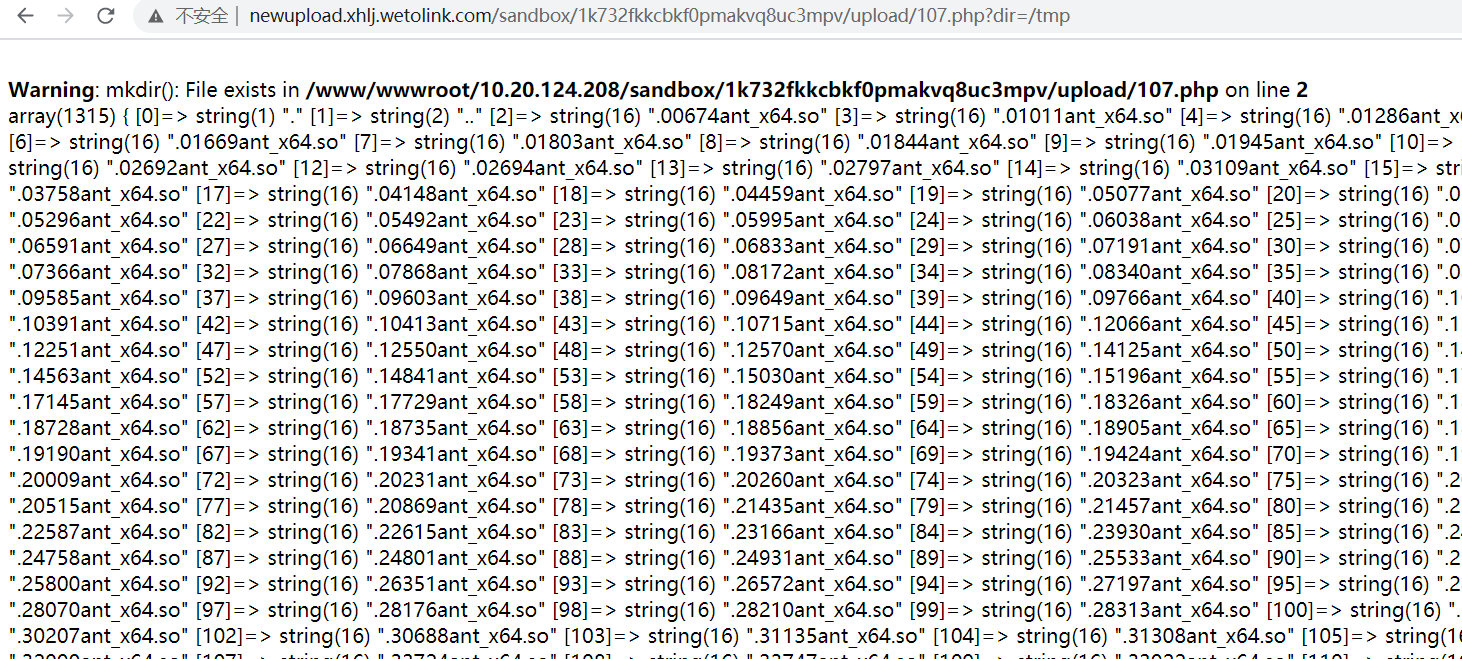 不安全 | newupload.xhlj.wetolink.com/sandbox/1k732fkkcbkf0pmakvq8uc3mpv/upload/107.php?dir=/tmp
Warning: mkdir(): File exists in /www/wwwroot/10.20.124.208/sandbox/1k732fkkcbkf0pmakvq8uc3mpv/upload/107.php on line 2
array(1315) { [0]=> string(1) "." [1]=> string(2) ".." [2]=> string(16) ".00674ant_x64.so" [3]=> string(16) ".01011ant_x64.so" [4]=> string(16) ".01286ant_x
[6]=> string(16) ".01669ant_x64.so" [7]=> string(16) ".01803ant_x64.so" [8]=> string(16) ".01844ant_x64.so" [9]=> string(16) ".01945ant_x64.so" [10]=>
string(16) ".02692ant_x64.so" [12]=> string(16) ".02694ant_x64.so" [13]=> string(16) ".02797ant_x64.so" [14]=> string(16) ".03109ant_x64.so" [15]=> stri
".03758ant_x64.so" [17]=> string(16) ".04148ant_x64.so" [18]=> string(16) ".04459ant_x64.so" [19]=> string(16) ".05077ant_x64.so" [20]=> string(16) ".0
".05296ant_x64.so" [22]=> string(16) ".05492ant_x64.so" [23]=> string(16) ".05995ant_x64.so" [24]=> string(16) ".06038ant_x64.so" [25]=> string(16) ".0
".06591ant_x64.so" [27]=> string(16) ".06649ant_x64.so" [28]=> string(16) ".06833ant_x64.so" [29]=> string(16) ".07191ant_x64.so" [30]=> string(16) ".0
".07366ant_x64.so" [32]=> string(16) ".07868ant_x64.so" [33]=> string(16) ".08172ant_x64.so" [34]=> string(16) ".08340ant_x64.so" [35]=> string(16) ".0
".09585ant_x64.so" [37]=> string(16) ".09603ant_x64.so" [38]=> string(16) ".09649ant_x64.so" [39]=> string(16) ".09766ant_x64.so" [40]=> string(16) ".1
".10391ant_x64.so" [42]=> string(16) ".10413ant_x64.so" [43]=> string(16) ".10715ant_x64.so" [44]=> string(16) ".12066ant_x64.so" [45]=> string(16) ".1
".12251ant_x64.so" [47]=> string(16) ".12550ant_x64.so" [48]=> string(16) ".12570ant_x64.so" [49]=> string(16) ".14125ant_x64.so" [50]=> string(16) ".1
".14563ant_x64.so" [52]=> string(16) ".14841ant_x64.so" [53]=> string(16) ".15030ant_x64.so" [54]=> string(16) ".15196ant_x64.so" [55]=> string(16) ".1
".17145ant_x64.so" [57]=> string(16) ".17729ant_x64.so" [58]=> string(16) ".18249ant_x64.so" [59]=> string(16) ".18326ant_x64.so" [60]=> string(16) ".1
".18728ant_x64.so" [62]=> string(16) ".18735ant_x64.so" [63]=> string(16) ".18856ant_x64.so" [64]=> string(16) ".18905ant_x64.so" [65]=> string(16) ".1
".19190ant_x64.so" [67]=> string(16) ".19341ant_x64.so" [68]=> string(16) ".19373ant_x64.so" [69]=> string(16) ".19424ant_x64.so" [70]=> string(16) ".1
".20009ant_x64.so" [72]=> string(16) ".20231ant_x64.so" [73]=> string(16) ".20260ant_x64.so" [74]=> string(16) ".20323ant_x64.so" [75]=> string(16) ".2
".20515ant_x64.so" [77]=> string(16) ".20869ant_x64.so" [78]=> string(16) ".21435ant_x64.so" [79]=> string(16) ".21457ant_x64.so" [80]=> string(16) ".2
".22587ant_x64.so" [82]=> string(16) ".22615ant_x64.so" [83]=> string(16) ".23166ant_x64.so" [84]=> string(16) ".23930ant_x64.so" [85]=> string(16) ".2
".24758ant_x64.so" [87]=> string(16) ".24801ant_x64.so" [88]=> string(16) ".24931ant_x64.so" [89]=> string(16) ".25533ant_x64.so" [90]=> string(16) ".2
".25800ant_x64.so" [92]=> string(16) ".26351ant_x64.so" [93]=> string(16) ".26572ant_x64.so" [94]=> string(16) ".27197ant_x64.so" [95]=> string(16) ".2
".28070ant_x64.so" [97]=> string(16) ".28176ant_x64.so" [98]=> string(16) ".28210ant_x64.so" [99]=> string(16) ".28313ant_x64.so" [100]=> string(16) ".
".30207ant_x64.so" [102]=> string(16) ".30688ant_x64.so" [103]=> string(16) ".31135ant_x64.so" [104]=> string(16) ".31308ant_x64.so" [105]=> string(16)